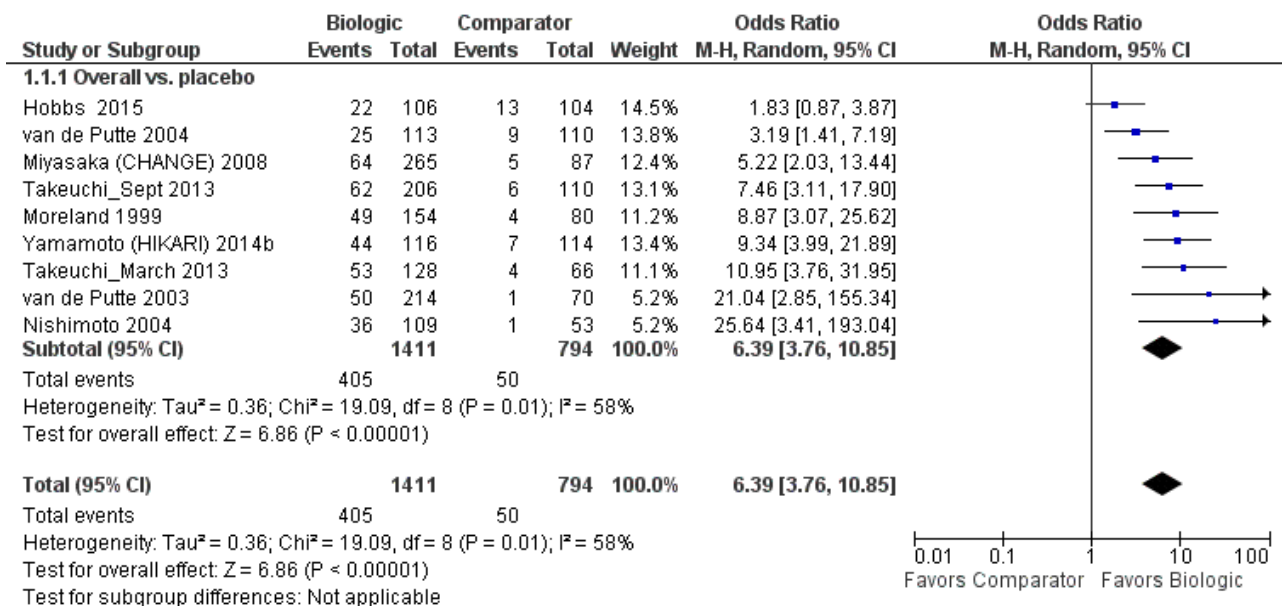 Biologic Comparator Odds Ratio Odds Ratio
Study or Subgroup Events Total Events Total Weight M-H, Random, 95% CI M-H, Random, 95% CI
1.1.1 Overall vs. placebo
Hobbs 2015 22 106 13 104 14.5% 1.83 [0.87, 3.87]
van de Putte 2004 25 113 9 110 13.8% 3.19 [1.41, 7.19]
Miyasaka (CHANGE) 2008 64 265 5 87 12.4% 5.22 [2.03, 13.44]
Takeuchi_Sept 2013 62 206 6 110 13.1% 7.46 [3.11, 17.90]
Moreland 1999 49 154 4 80 11.2% 8.87 [3.07, 25.62]
Yamamoto (HIKARI) 2014b 44 116 7 114 13.4% 9.34 [3.99, 21.89]
Takeuchi_March 2013 53 128 4 66 11.1% 10.95 [3.76, 31.95]
van de Putte 2003 50 214 1 70 5.2% 21.04 [2.85, 155.34]
Nishimoto 2004 36 109 1 53 5.2% 25.64 [3.41, 193.04]
Subtotal (95% CI) 1411 794 100.0% 6.39 [3.76, 10.85]
Total events 405 50
Heterogeneity: Tau² = 0.36; Chi² = 19.09, df = 8 (P = 0.01); I² = 58%
Test for overall effect: Z = 6.86 (P < 0.00001)
Total (95% CI) 1411 794 100.0% 6.39 [3.76, 10.85]
Total events 405 50
Heterogeneity: Tau² = 0.36; Chi² = 19.09, df = 8 (P = 0.01); I² = 58%
Test for overall effect: Z = 6.86 (P < 0.00001)
Test for subgroup differences: Not applicable
0.01 0.1 1 10 100
Favors Comparator Favors Biologic